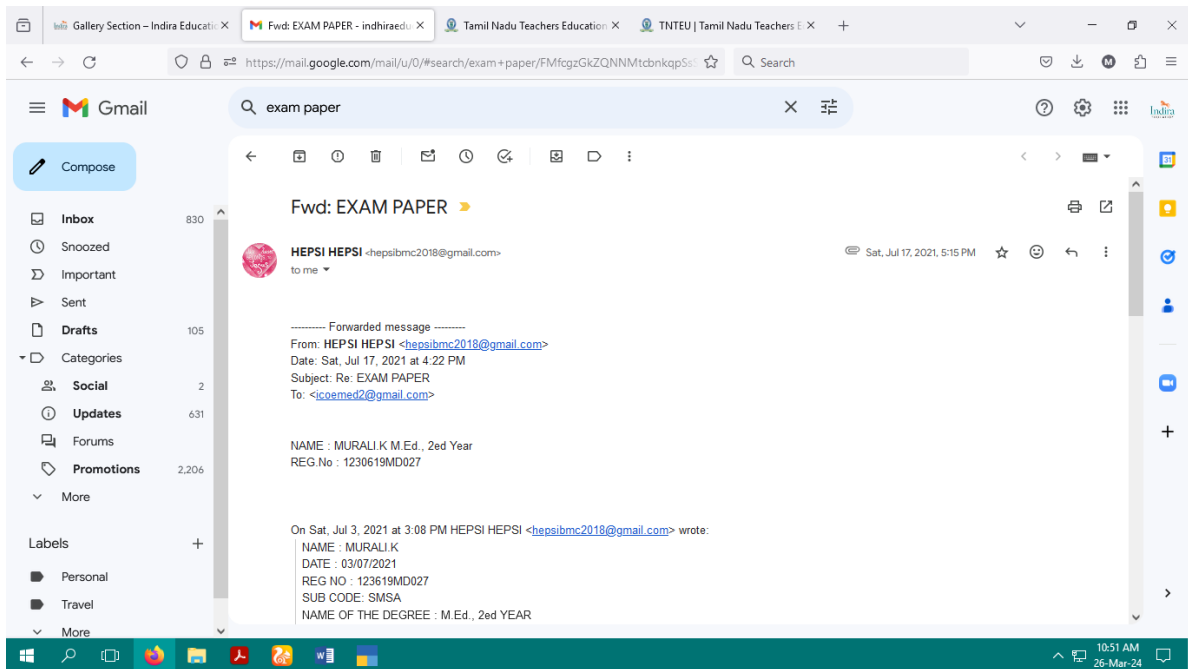 Gallery Section – Indira Educatio
Fwd: EXAM PAPER - indhiraedu
Tamil Nadu Teachers Education
TNTEU | Tamil Nadu Teachers E
https://mail.google.com/mail/u/0/#search/exam+paper/
Search
M
Gmail
exam paper
Indira
Compose
31
Fwd: EXAM PAPER
Inbox 830
Snoozed
Important
Sent
Drafts 105
Categories
Social 2
Updates 631
Forums
Promotions 2,206
More
Labels
Personal
Travel
More
HEPSI HEPSI <hepsibmc2018@gmail.com>
Sat, Jul 17, 2021, 5:15 PM
to me
---------- Forwarded message ---------
From: HEPSI HEPSI <hepsibmc2018@gmail.com>
Date: Sat, Jul 17, 2021 at 4:22 PM
Subject: Re: EXAM PAPER
To: <icoemed2@gmail.com>
NAME : MURALI.K M.Ed., 2ed Year
REG.No : 1230619MD027
On Sat, Jul 3, 2021 at 3:08 PM HEPSI HEPSI <hepsibmc2018@gmail.com> wrote:
NAME : MURALI.K
DATE : 03/07/2021
REG NO : 123619MD027
SUB CODE: SMSA
NAME OF THE DEGREE : M.Ed., 2ed YEAR
10:51 AM
26-Mar-24